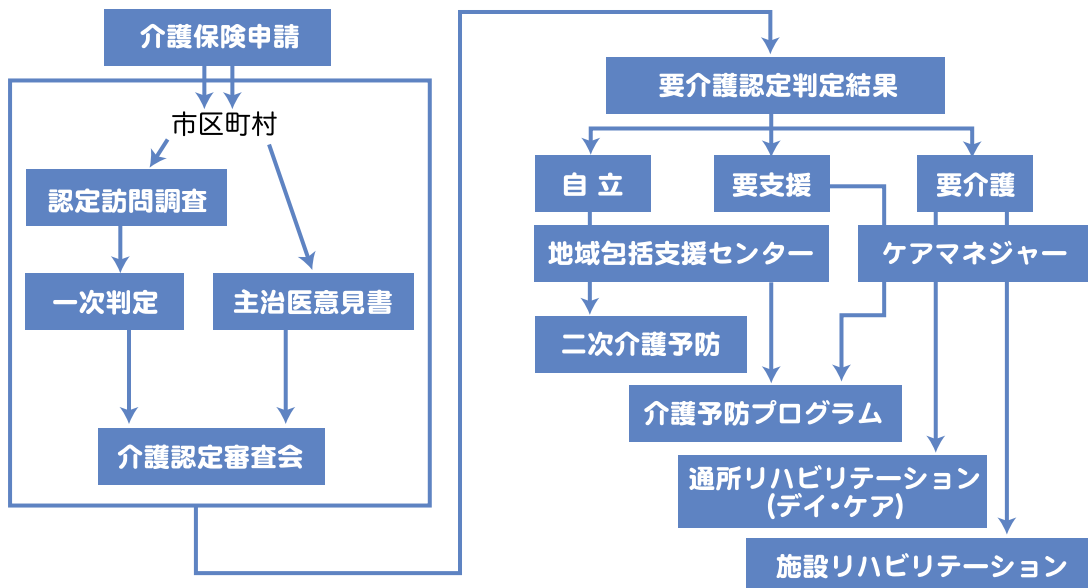 介護保険申請
市区町村
認定訪問調査
一次判定
主治医意見書
介護認定審査会
要介護認定判定結果
自 立
要支援
要介護
地域包括支援センター
ケアマネジャー
二次介護予防
介護予防プログラム
通所リハビリテーション
(デイ・ケア)
施設リハビリテーション